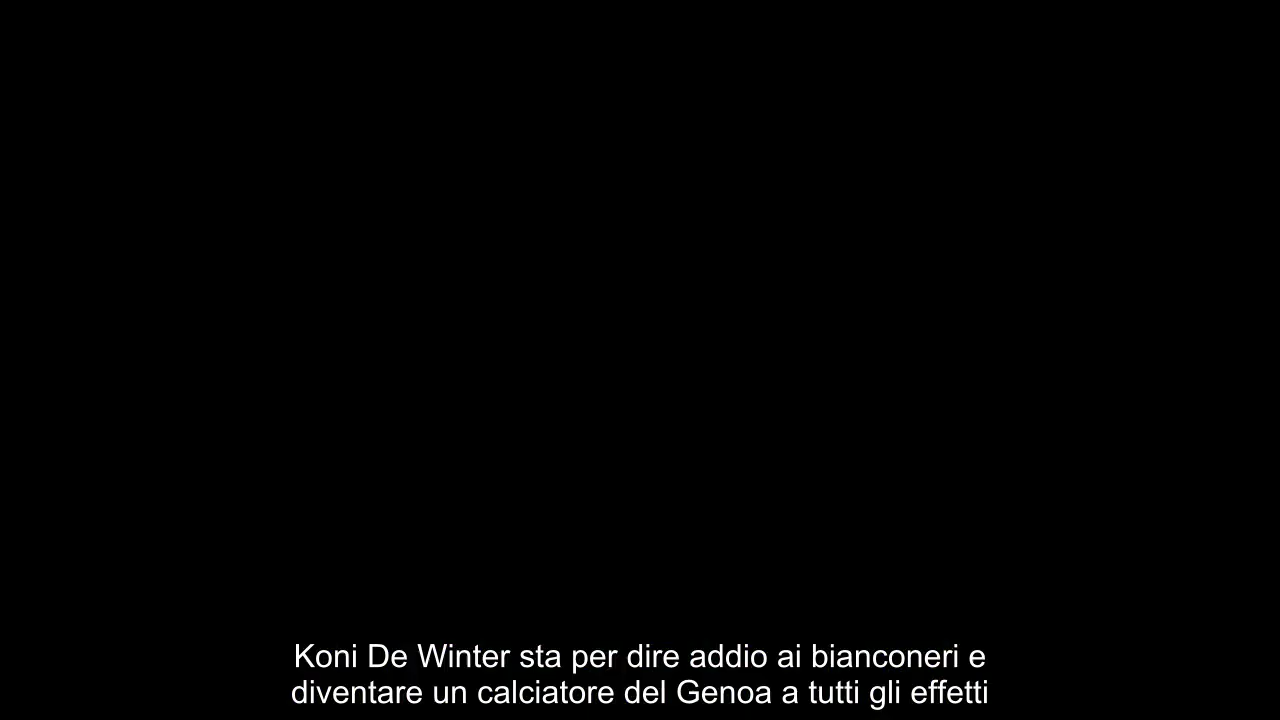 Koni De Winter sta per dire addio ai bianconeri e
diventare un calciatore del Genoa a tutti gli effetti